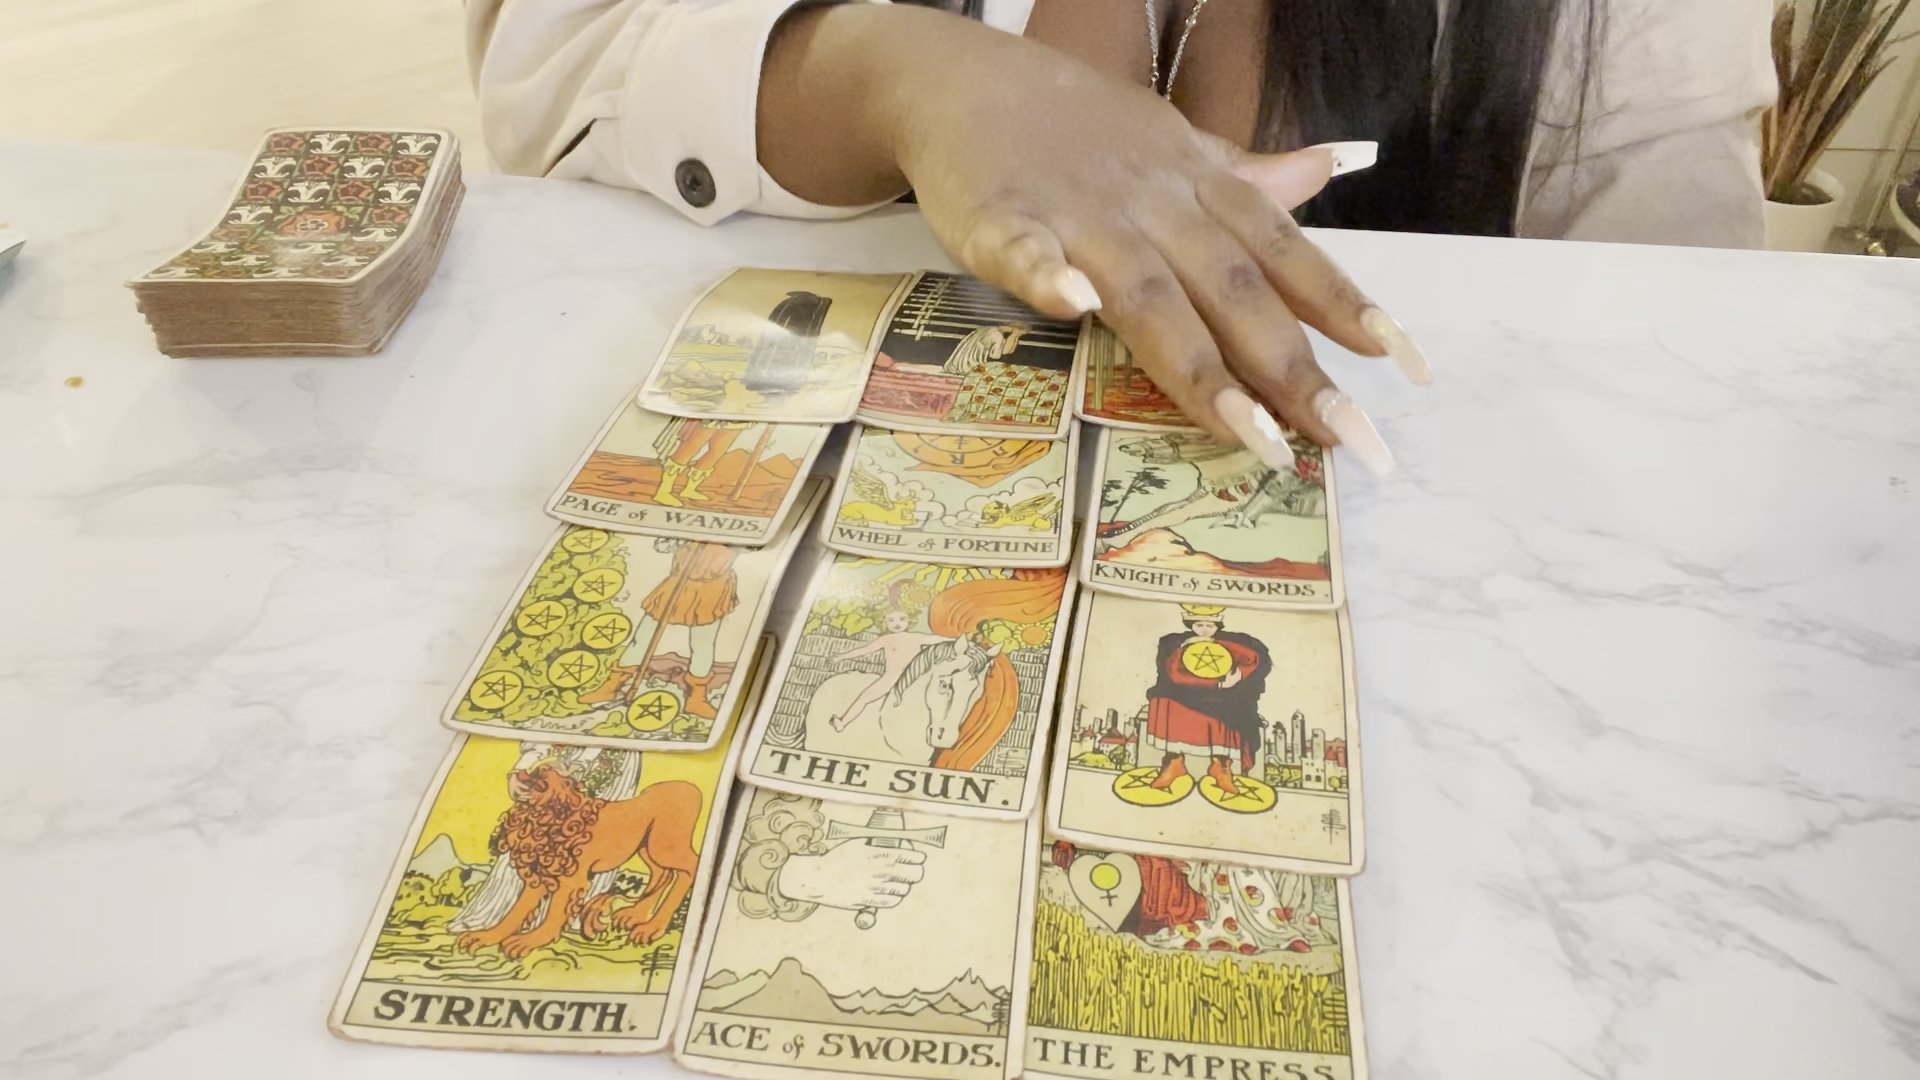 PAGE of WANDS.
WHEEL of FORTUNE
KNIGHT of SWORDS.
THE SUN.
STRENGTH.
ACE of SWORDS.
THE EMPRESS